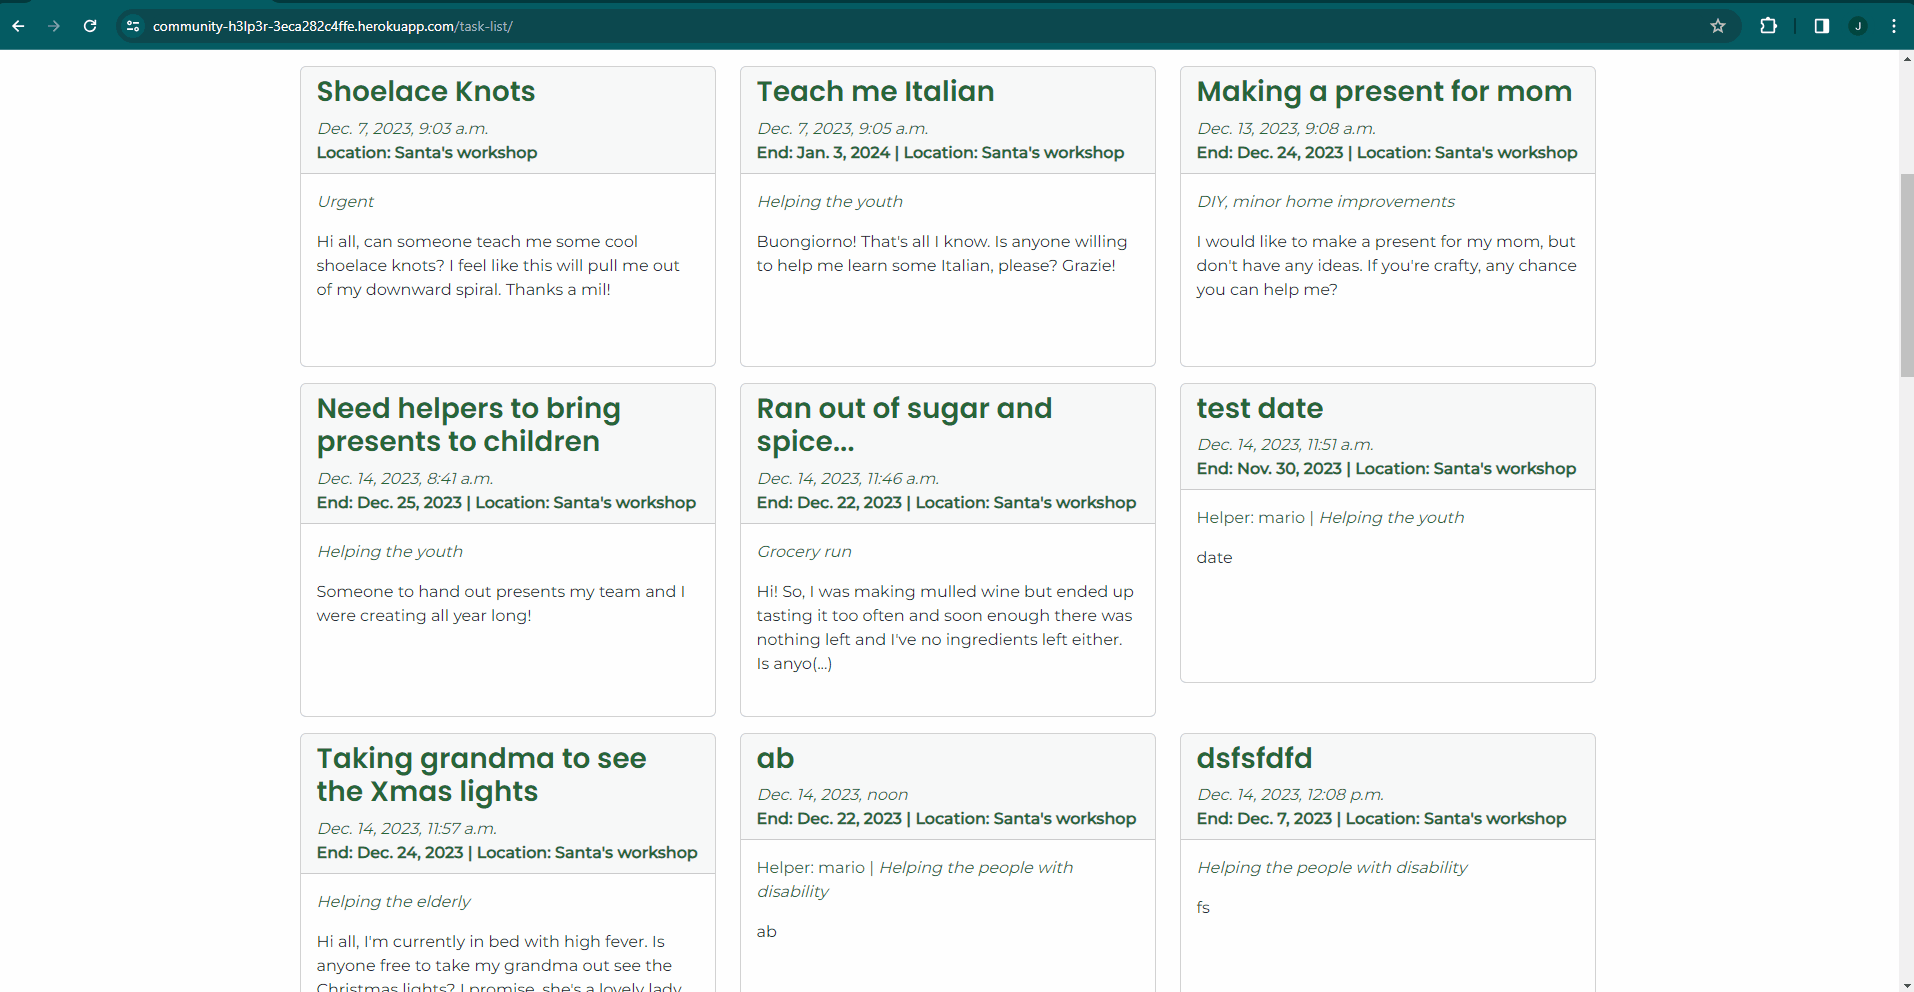 community-h3lp3r-3eca282c4ffe.herokuapp.com/task-list/
J
Shoelace Knots
Dec. 7, 2023, 9:03 a.m.
Location: Santa's workshop
Urgent
Hi all, can someone teach me some cool
shoelace knots? I feel like this will pull me out
of my downward spiral. Thanks a mil!
Teach me Italian
Dec. 7, 2023, 9:05 a.m.
End: Jan. 3, 2024 | Location: Santa's workshop
Helping the youth
Buongiorno! That's all I know. Is anyone willing
to help me learn some Italian, please? Grazie!
Making a present for mom
Dec. 13, 2023, 9:08 a.m.
End: Dec. 24, 2023 | Location: Santa's workshop
DIY, minor home improvements
I would like to make a present for my mom, but
don't have any ideas. If you're crafty, any chance
you can help me?
Need helpers to bring
presents to children
Dec. 14, 2023, 8:41 a.m.
End: Dec. 25, 2023 | Location: Santa's workshop
Helping the youth
Someone to hand out presents my team and I
were creating all year long!
Ran out of sugar and
spice...
Dec. 14, 2023, 11:46 a.m.
End: Dec. 22, 2023 | Location: Santa's workshop
Grocery run
Hi! So, I was making mulled wine but ended up
tasting it too often and soon enough there was
nothing left and I've no ingredients left either.
Is anyo(...)
test date
Dec. 14, 2023, 11:51 a.m.
End: Nov. 30, 2023 | Location: Santa's workshop
Helper: mario | Helping the youth
date
Taking grandma to see
the Xmas lights
Dec. 14, 2023, 11:57 a.m.
End: Dec. 24, 2023 | Location: Santa's workshop
Helping the elderly
Hi all, I'm currently in bed with high fever. Is
anyone free to take my grandma out see the
Christmas lights? I promise, she's a lovely lady
ab
Dec. 14, 2023, noon
End: Dec. 22, 2023 | Location: Santa's workshop
Helper: mario | Helping the people with
disability
ab
dsfsfdfd
Dec. 14, 2023, 12:08 p.m.
End: Dec. 7, 2023 | Location: Santa's workshop
Helping the people with disability
fs